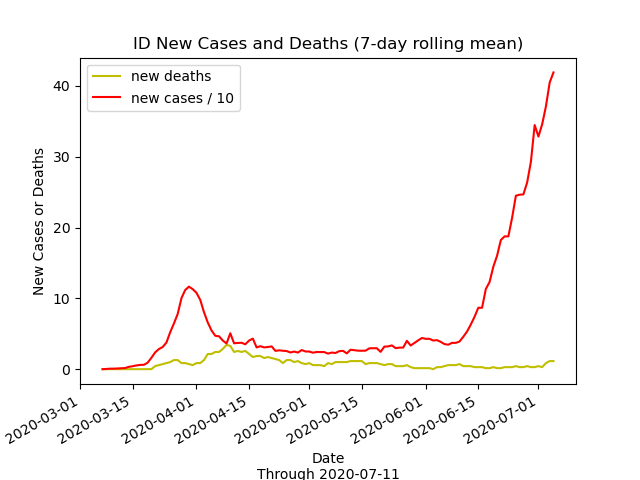 ID New Cases and Deaths (7-day rolling mean)
new deaths
new cases / 10
New Cases or Deaths
40
30
20
10
0
2020-03-01
2020-03-15
2020-04-01
2020-04-15
2020-05-01
2020-05-15
2020-06-01
2020-06-15
2020-07-01
Date
Through 2020-07-11